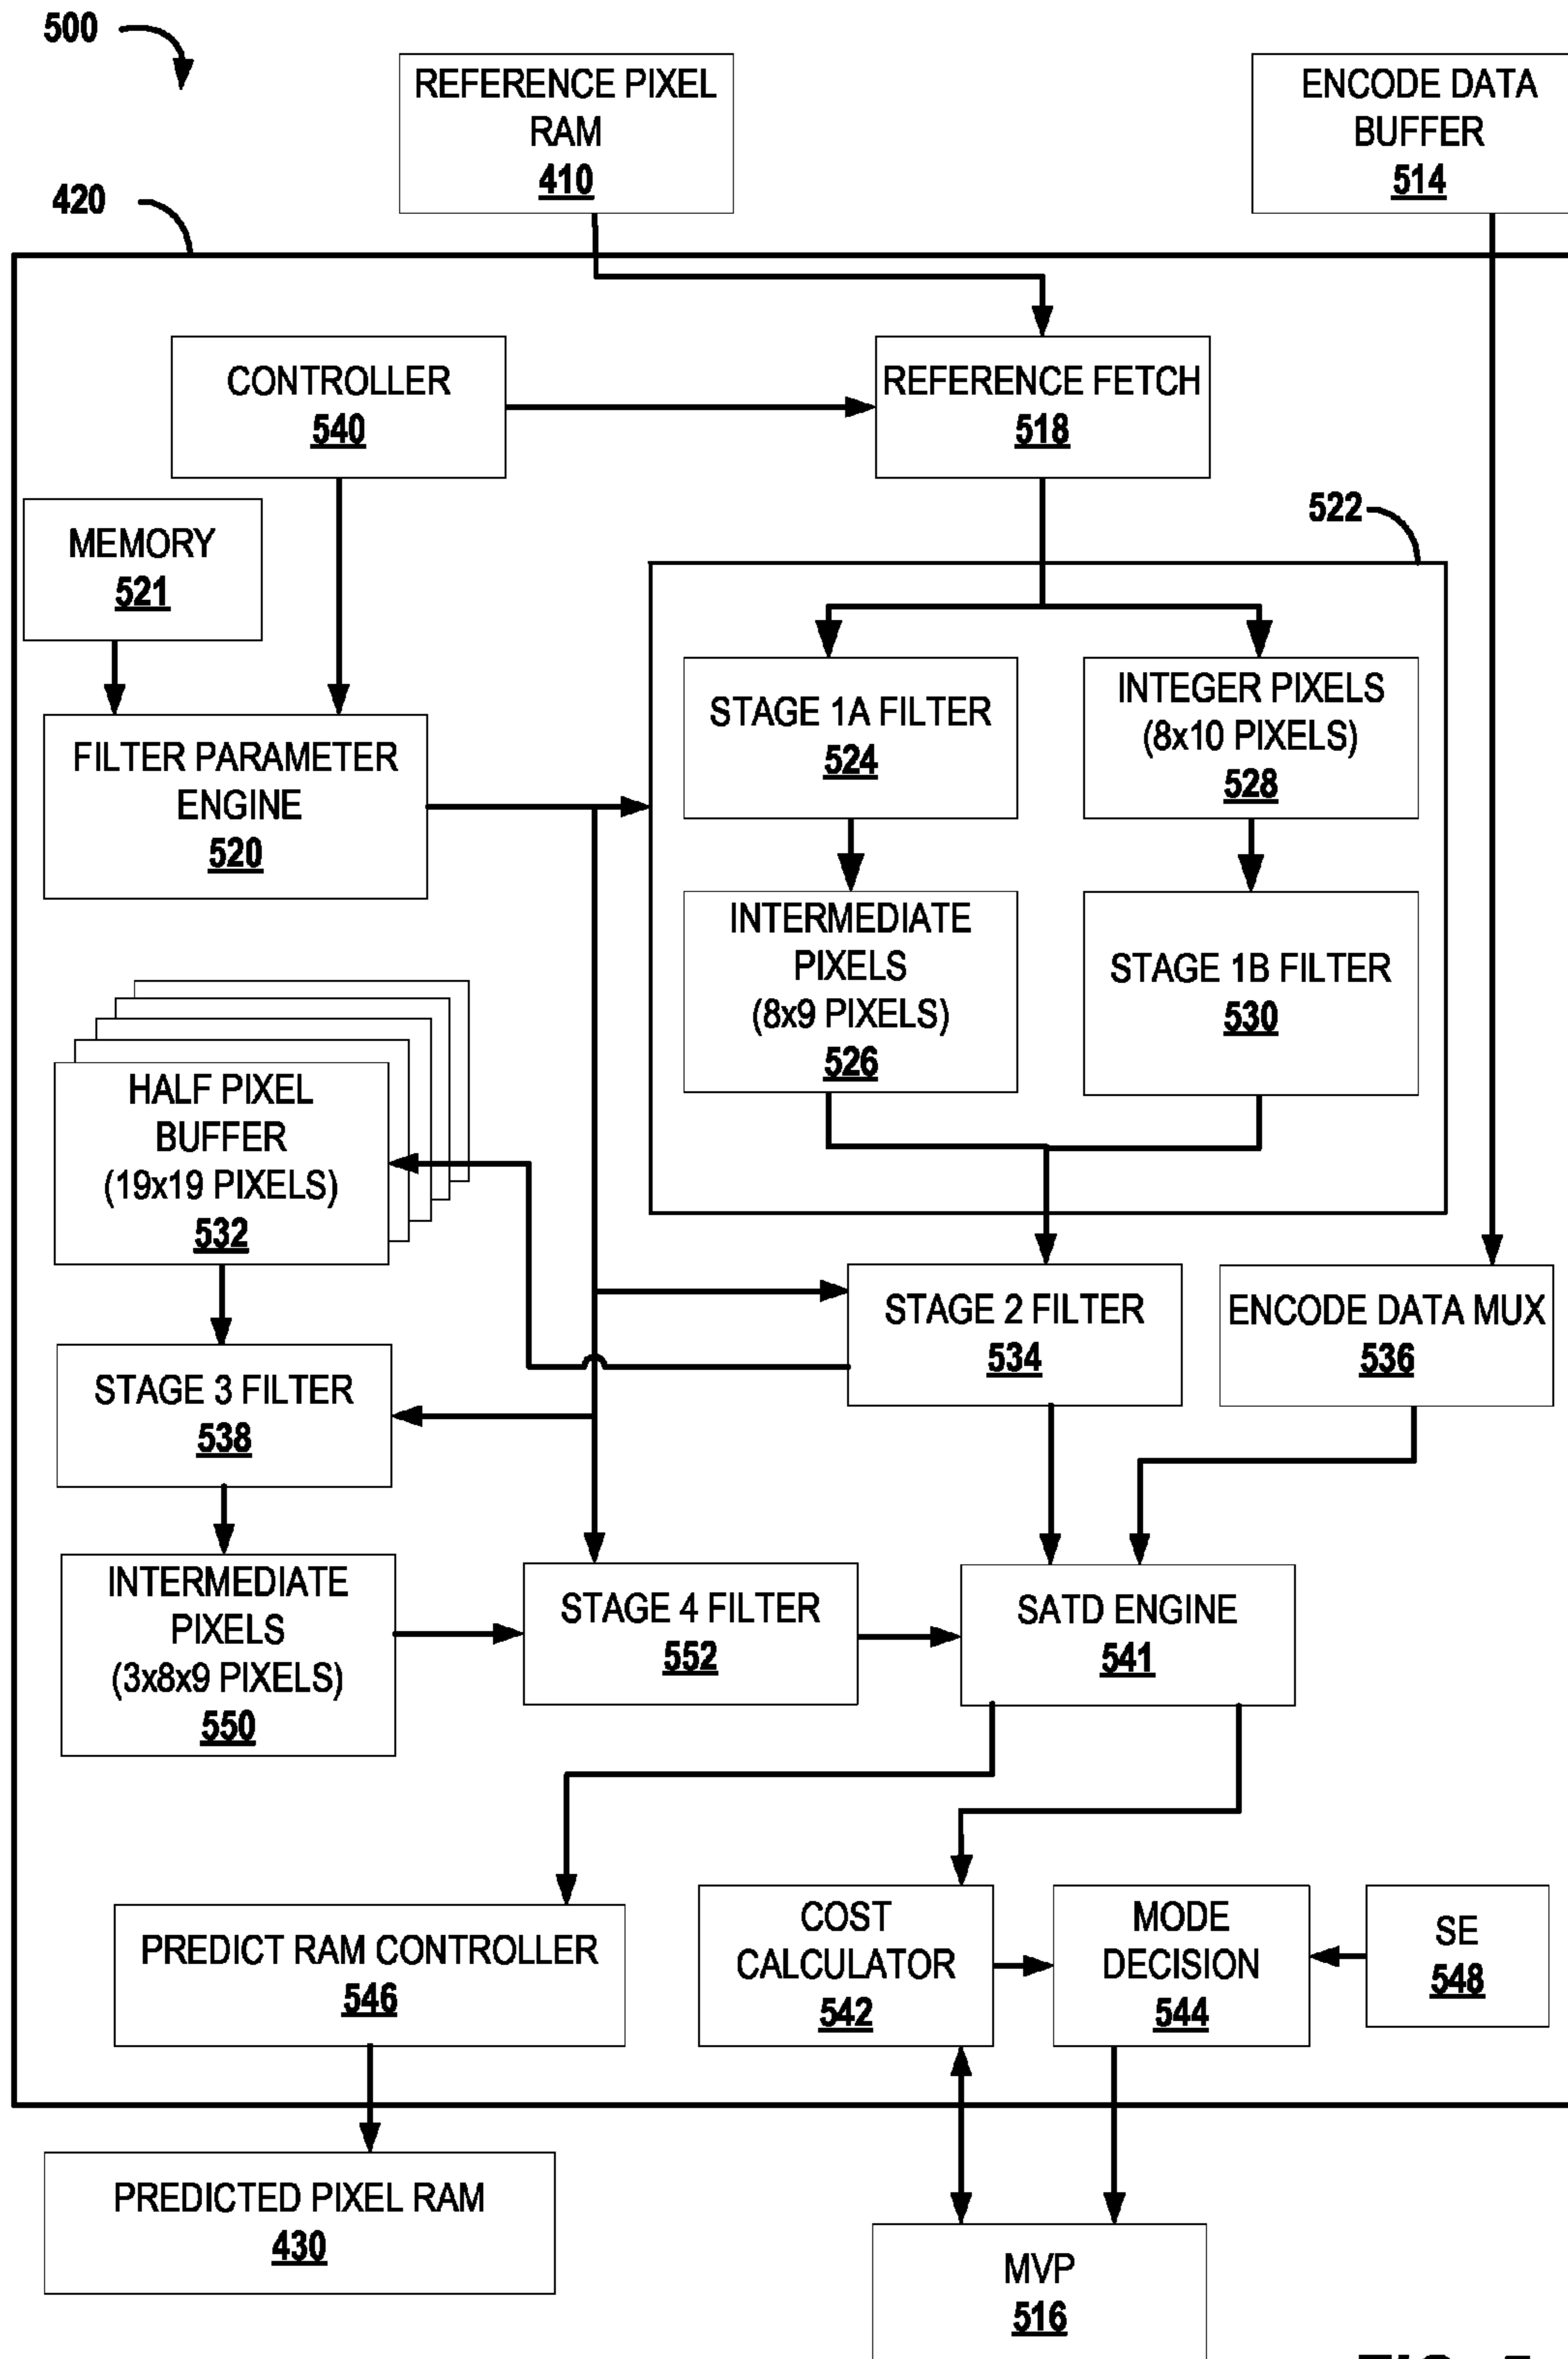 500
REFERENCE PIXEL
RAM
410
ENCODE DATA
BUFFER
514
420
CONTROLLER
540
REFERENCE FETCH
518
522
MEMORY
521
STAGE 1A FILTER
524
INTEGER PIXELS
(8x10 PIXELS)
528
FILTER PARAMETER
ENGINE
520
INTERMEDIATE
PIXELS
(8x9 PIXELS)
526
STAGE 1B FILTER
530
HALF PIXEL
BUFFER
(19x19 PIXELS)
532
STAGE 2 FILTER
534
ENCODE DATA MUX
536
STAGE 3 FILTER
538
INTERMEDIATE
PIXELS
(3x8x9 PIXELS)
550
STAGE 4 FILTER
552
SATD ENGINE
541
PREDICT RAM CONTROLLER
546
COST
CALCULATOR
542
MODE
DECISION
544
SE
548
PREDICTED PIXEL RAM
430
MVP
516